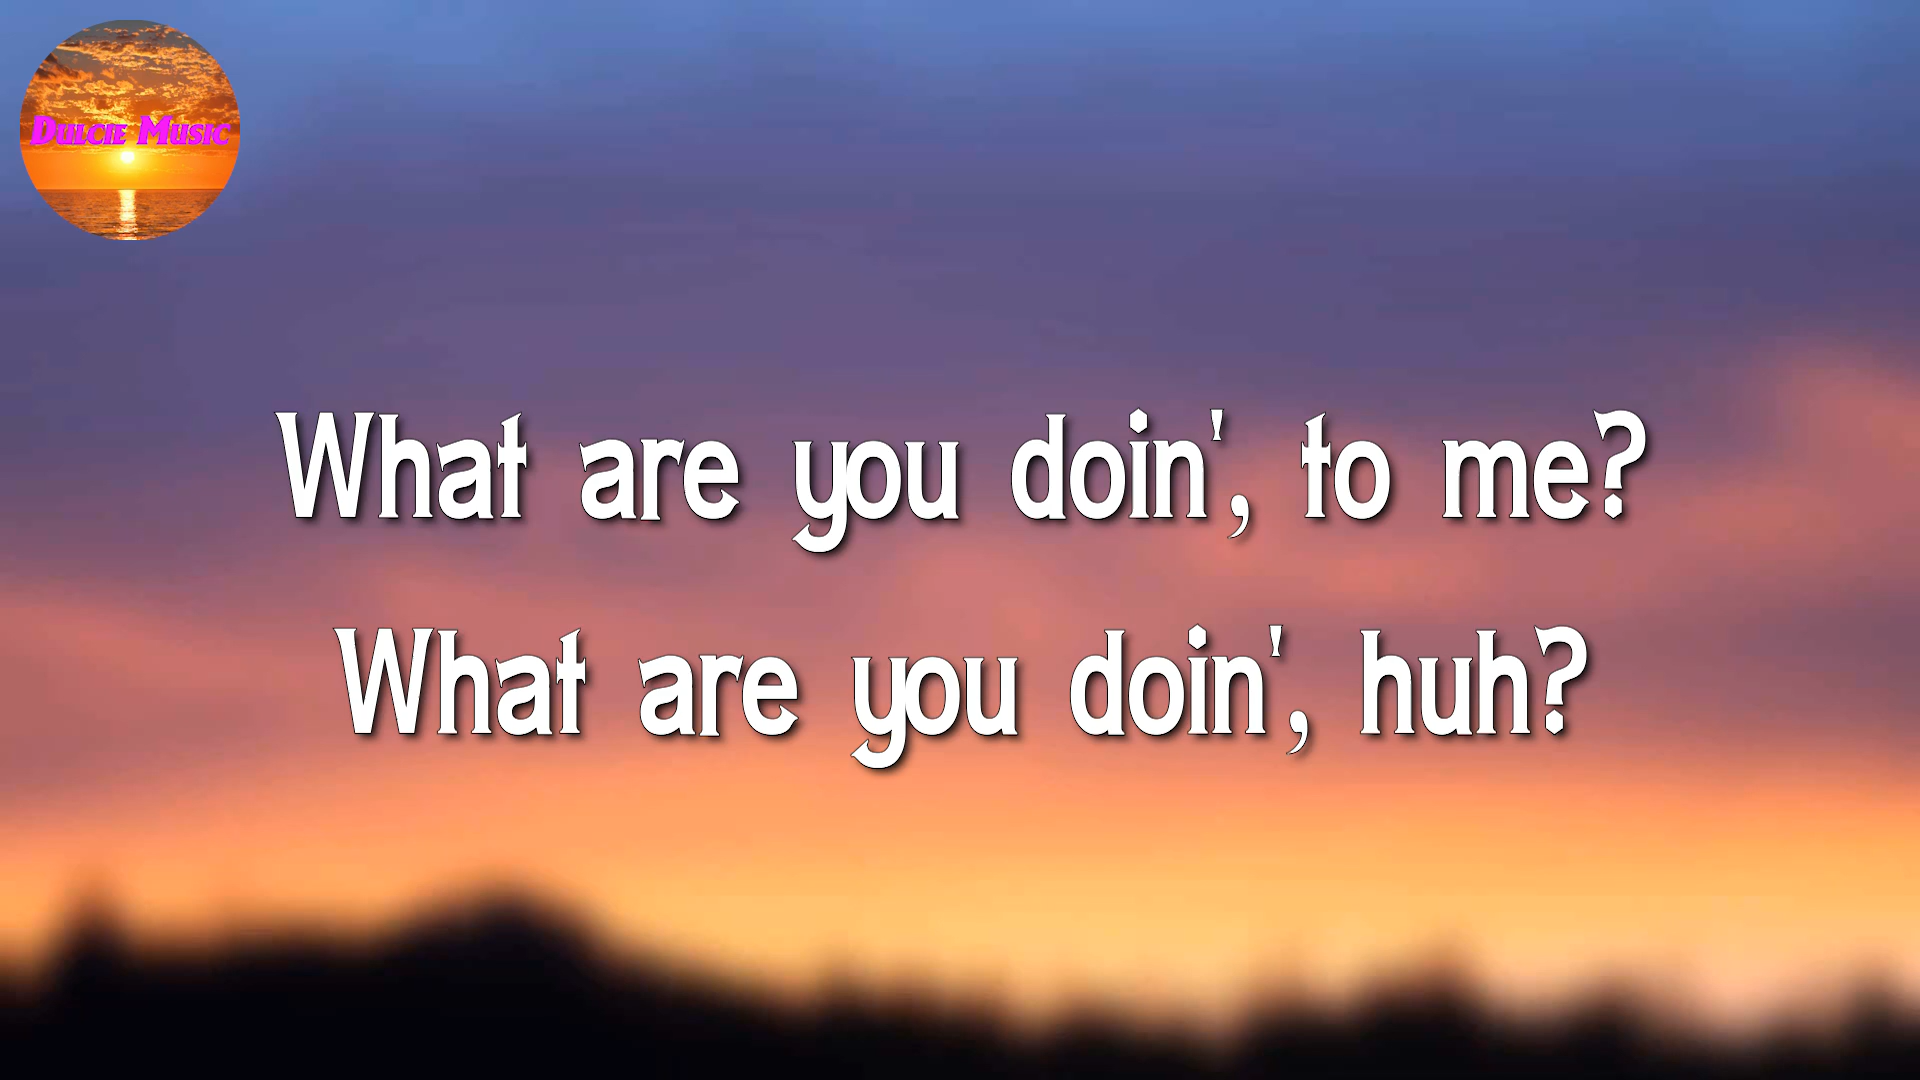 Dulcie Music
What are you doin', to me?
What are you doin', huh?